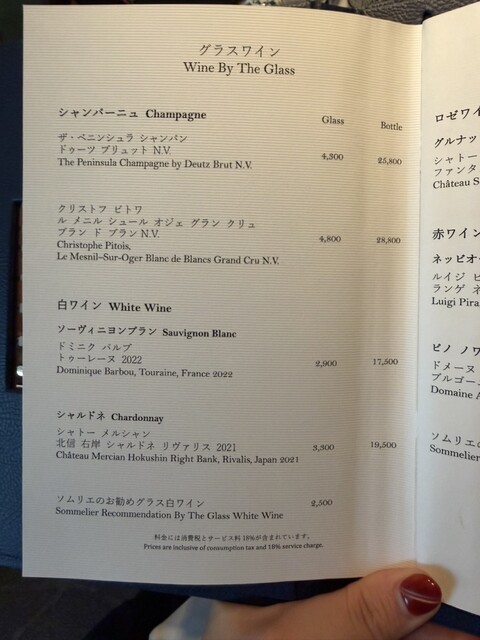 グラスワイン
Wine By The Glass
シャンパーニュ Champagne
Glass
Bottle
ザ・ペニンシュラ シャンパン
ドゥーツ ブリュット N.V.
The Peninsula Champagne by Deutz Brut N.V.
4,300
25,800
クリストフ ピトワ
ル メニル シュール オジェ グラン クリュ
ブラン ド ブラン N.V.
Christophe Pitois,
Le Mesnil-Sur-Oger Blanc de Blancs Grand Cru N.V.
4,800
28,800
白ワイン White Wine
ソーヴィニヨンブラン Sauvignon Blanc
ドミニク バルブ
トゥーレーヌ 2022
Dominique Barbou, Touraine, France 2022
2,900
17,500
シャルドネ Chardonnay
シャトー メルシャン
北信 右岸 シャルドネ リヴァリス 2021
Château Mercian Hokushin Right Bank, Rivalis, Japan 2021
3,300
19,500
ソムリエのお勧めグラス白ワイン
Sommelier Recommendation By The Glass White Wine
2,500
料金には消費税とサービス料 18%が含まれています。
Prices are inclusive of consumption tax and 18% service charge.
ロゼワイ
グルナッ
シャトー
ファンタ
Château S
赤ワイン
ネッビオ
ルイジ ピ
ランゲ ネ
Luigi Pira
ピノ ノワ
ドメーヌ
ブルゴー
Domaine A
ソムリエの
Sommelier